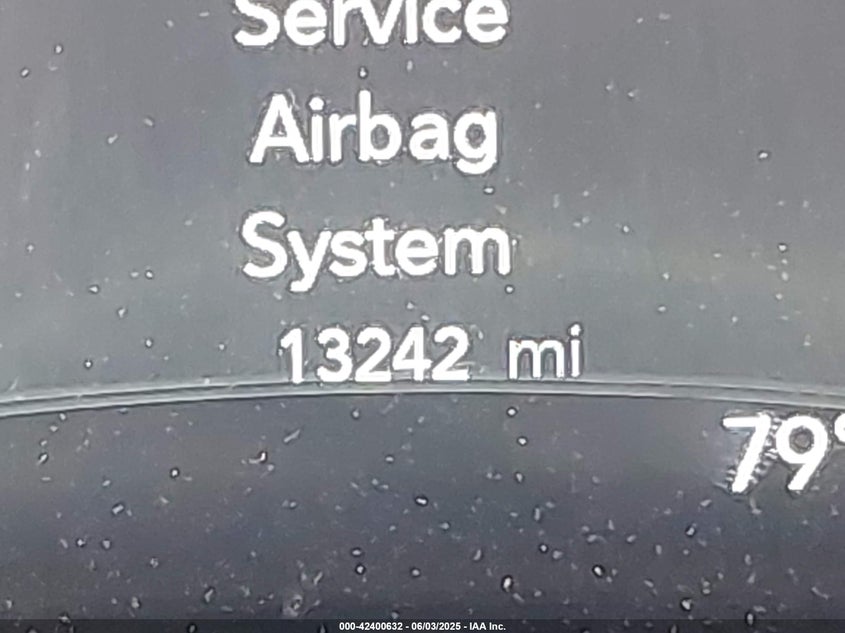 Service
Airbag
System
13242 mi
79°
000-42400632 - 06/03/2025 - IAA Inc.